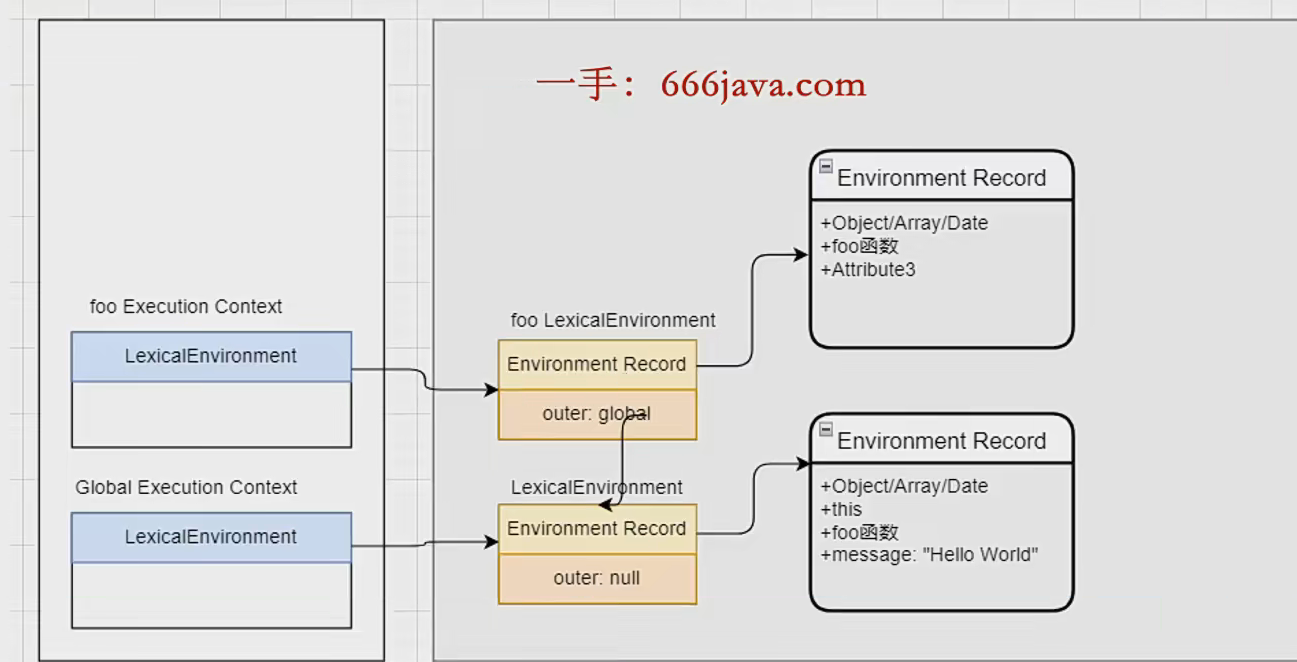 一手：666java.com
Environment Record
+Object/Array/Date
+foo函数
+Attribute3
foo Execution Context
LexicalEnvironment
foo LexicalEnvironment
Environment Record
outer: global
Global Execution Context
LexicalEnvironment
LexicalEnvironment
Environment Record
outer: null
Environment Record
+Object/Array/Date
+this
+foo函数
+message: "Hello World"